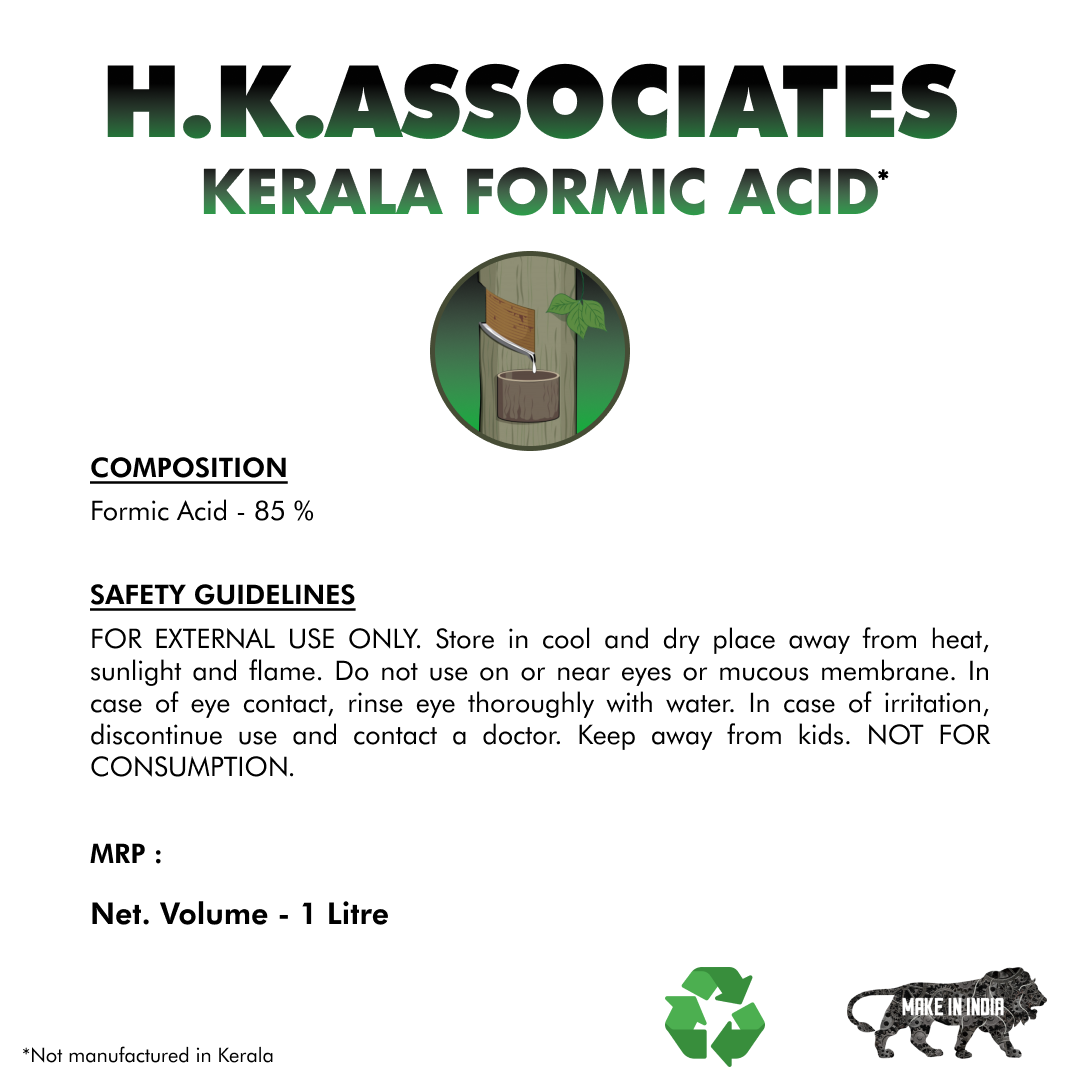 H.K.ASSOCIATES
KERALA FORMIC ACID*
COMPOSITION
Formic Acid - 85 %
SAFETY GUIDELINES
FOR EXTERNAL USE ONLY. Store in cool and dry place away from heat,
sunlight and flame. Do not use on or near eyes or mucous membrane. In
case of eye contact, rinse eye thoroughly with water. In case of irritation,
discontinue use and contact a doctor. Keep away from kids. NOT FOR
CONSUMPTION.
MRP :
Net. Volume - 1 Litre
MAKE IN INDIA
*Not manufactured in Kerala